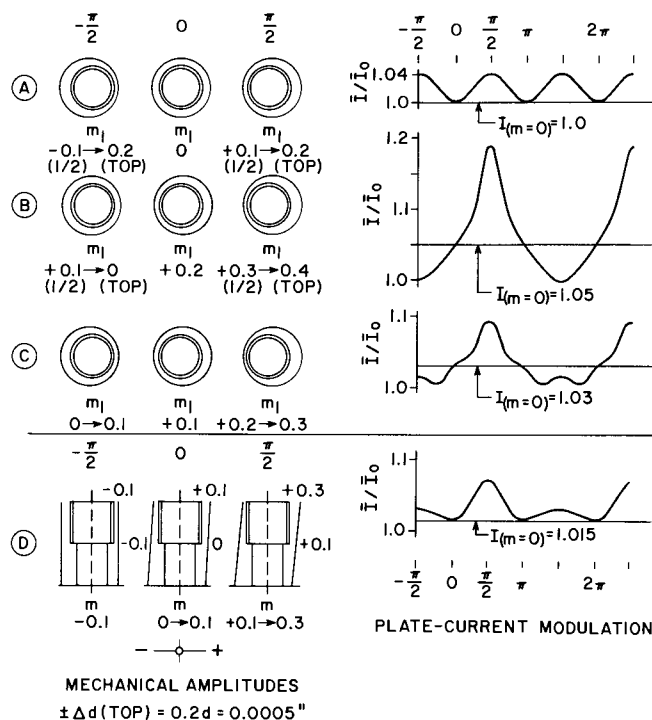 -π/2 0 π/2
-π/2 0 π/2 π 2π
A
m₁ m₁ m₁
-0.1→0.2 0 +0.1→0.2
(1/2) (TOP) (1/2) (TOP)
Ī/Ī₀
1.04
1.0
I(m=0)=1.0
B
m₁ m₁ m₁
+0.1→0 +0.2 +0.3→0.4
(1/2) (TOP) (1/2) (TOP)
Ī/Ī₀
1.2
1.1
1.0
I(m=0)=1.05
C
m₁ m₁ m₁
0→0.1 +0.1 +0.2→0.3
Ī/Ī₀
1.1
1.0
I(m=0)=1.03
-π/2 0 π/2
D
-0.1 +0.1 +0.3
-0.1 0 +0.1
m m m
-0.1 0→0.1 +0.1→0.3
- +
Ī/Ī₀
1.1
1.0
I(m=0)=1.015
-π/2 0 π/2 π 2π
MECHANICAL AMPLITUDES
±Δd(TOP)=0.2d=0.0005"
PLATE-CURRENT MODULATION